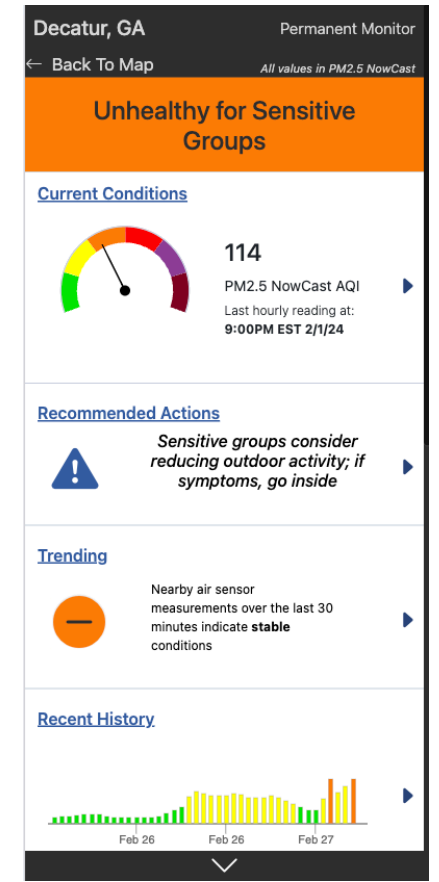 Decatur, GA
Permanent Monitor
← Back To Map
All values in PM2.5 NowCast
Unhealthy for Sensitive
Groups
Current Conditions
114
PM2.5 NowCast AQI
Last hourly reading at:
9:00PM EST 2/1/24
Recommended Actions
Sensitive groups consider
reducing outdoor activity; if
symptoms, go inside
Trending
Nearby air sensor
measurements over the last 30
minutes indicate stable
conditions
Recent History
Feb 26
Feb 26
Feb 27